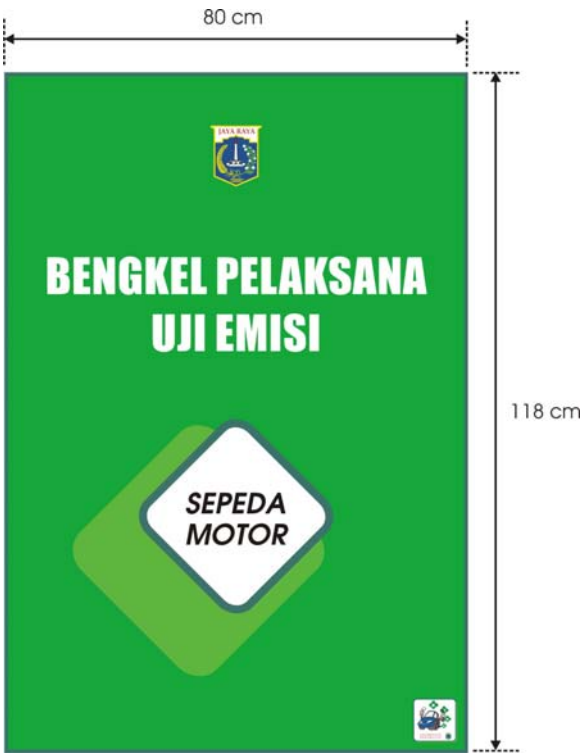 80 cm
JAYA RAYA
BENGKEL PELAKSANA
UJI EMISI
118 cm
SEPEDA
MOTOR